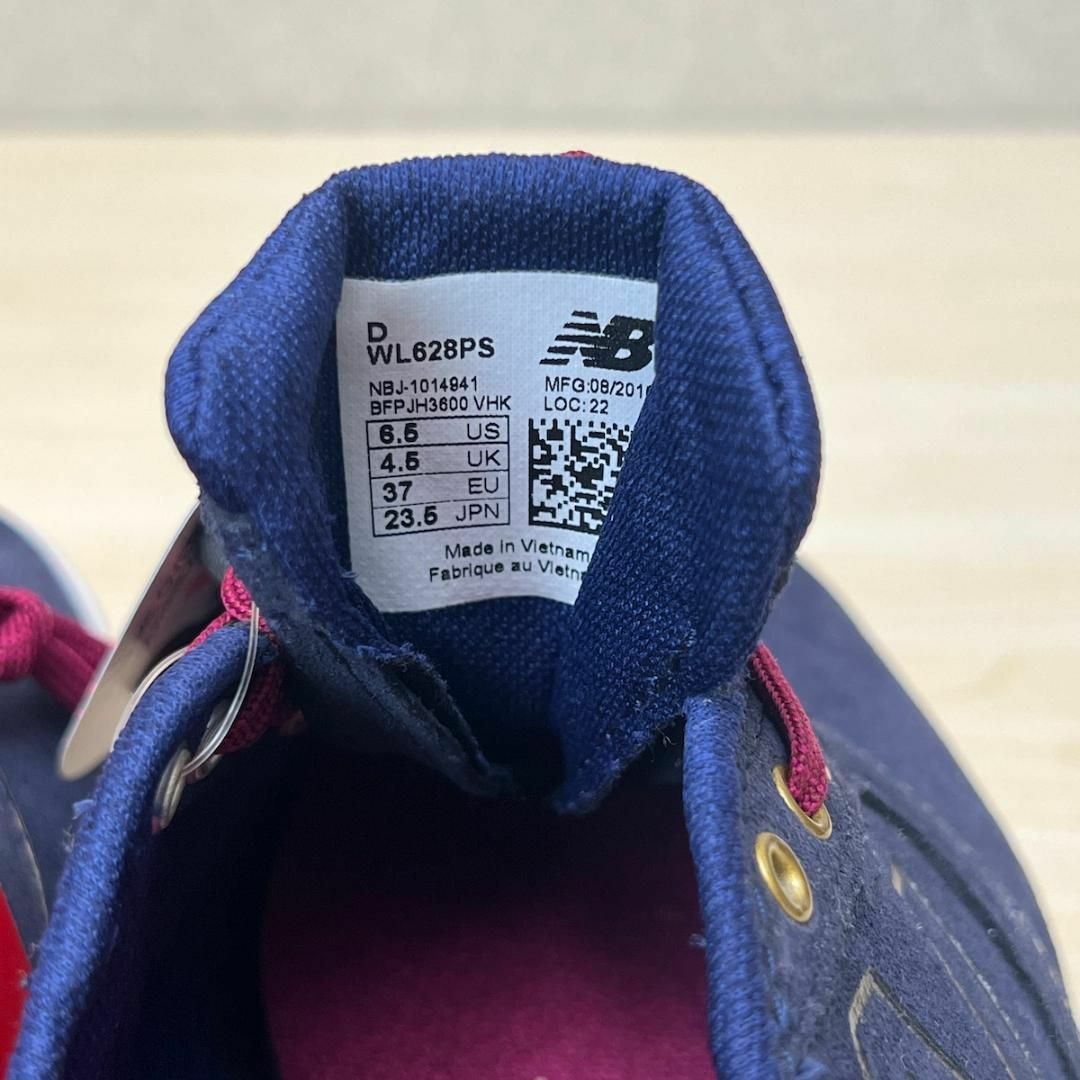 D
WL628PS
NB
NBJ-1014941
BFPJH3600 VHK
MFG:08/201
LOC: 22
6.5 US
4.5 UK
37 EU
23.5 JPN
Made in Vietnam
Fabrique au